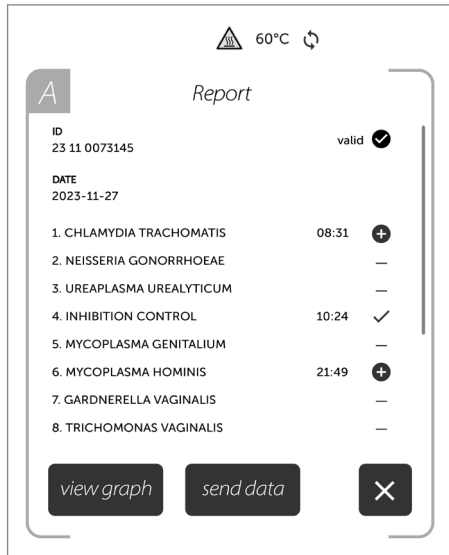 60°C
A
Report
ID
23 11 0073145
valid
DATE
2023-11-27
1. CHLAMYDIA TRACHOMATIS 08:31 +
2. NEISSERIA GONORRHOEAE –
3. UREAPLASMA UREALYTICUM –
4. INHIBITION CONTROL 10:24 ✓
5. MYCOPLASMA GENITALIUM –
6. MYCOPLASMA HOMINIS 21:49 +
7. GARDNERELLA VAGINALIS –
8. TRICHOMONAS VAGINALIS –
view graph send data ×